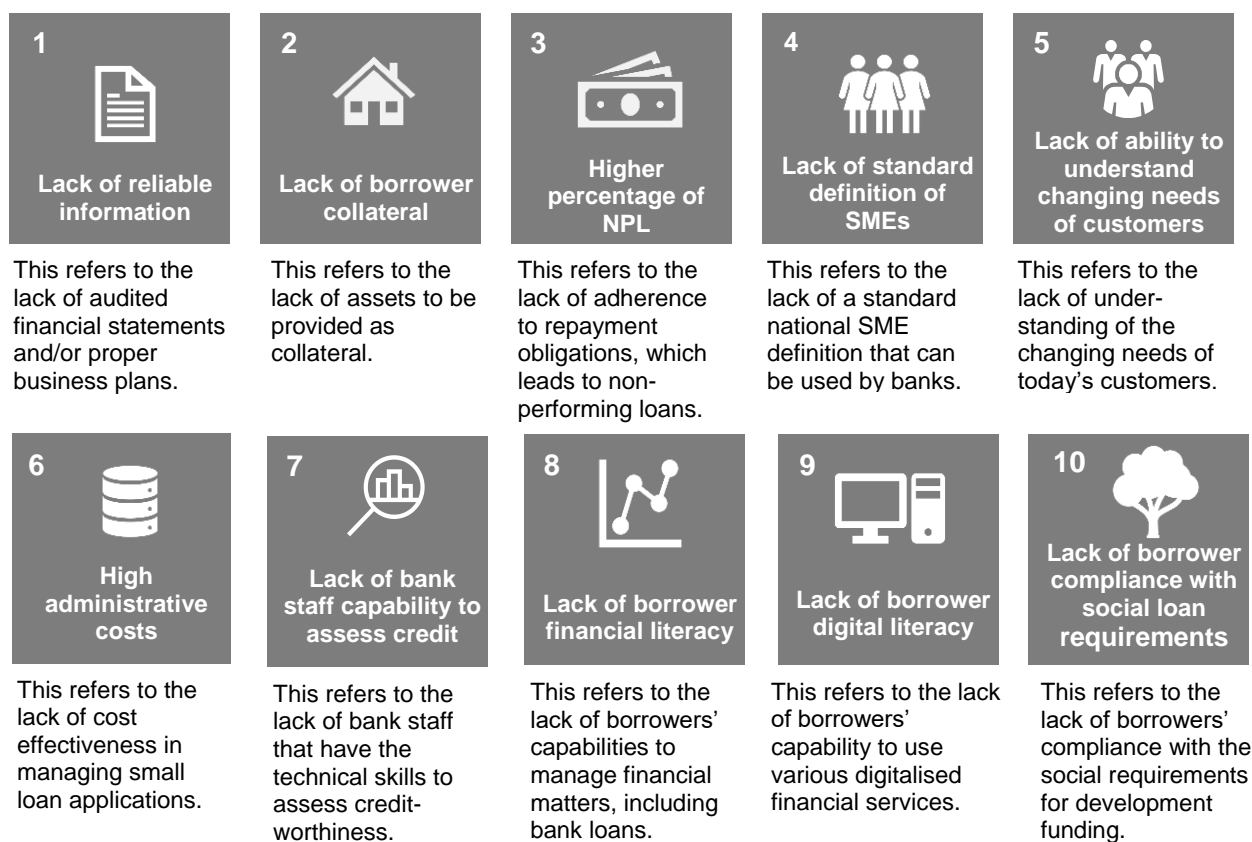 1
Lack of reliable
information
This refers to the
lack of audited
financial statements
and/or proper
business plans.
2
Lack of borrower
collateral
This refers to the
lack of assets to be
provided as
collateral.
3
Higher
percentage of
NPL
This refers to the
lack of adherence
to repayment
obligations, which
leads to non-
performing loans.
4
Lack of standard
definition of
SMEs
This refers to the
lack of a standard
national SME
definition that can
be used by banks.
5
Lack of ability to
understand
changing needs
of customers
This refers to the
lack of under-
standing of the
changing needs of
today’s customers.
6
High
administrative
costs
This refers to the
lack of cost
effectiveness in
managing small
loan applications.
7
Lack of bank
staff capability to
assess credit
This refers to the
lack of bank staff
that have the
technical skills to
assess credit-
worthiness.
8
Lack of borrower
financial literacy
This refers to the
lack of borrowers’
capabilities to
manage financial
matters, including
bank loans.
9
Lack of borrower
digital literacy
This refers to the lack
of borrowers’
capability to use
various digitalised
financial services.
10
Lack of borrower
compliance with
social loan
requirements
This refers to the
lack of borrowers’
compliance with the
social requirements
for development
funding.